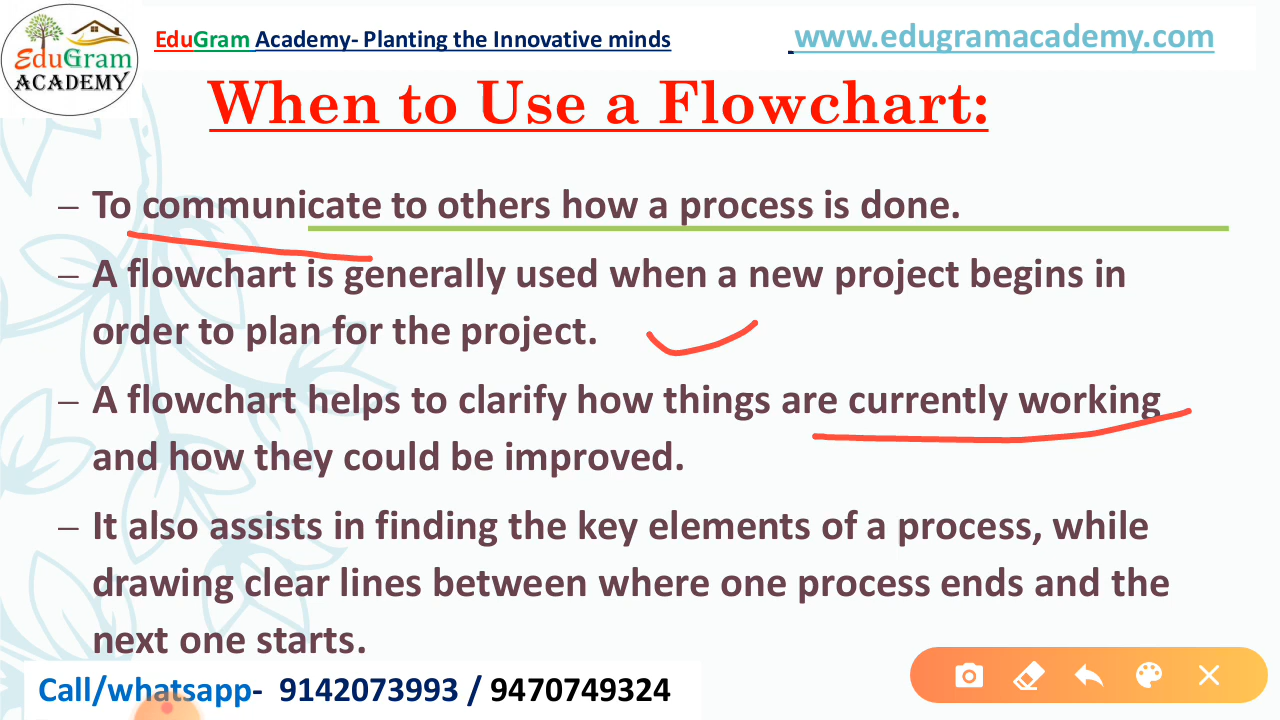 EduGram
ACADEMY
EduGram Academy- Planting the Innovative minds
www.edugramacademy.com
When to Use a Flowchart:
– To communicate to others how a process is done.
– A flowchart is generally used when a new project begins in
order to plan for the project.
– A flowchart helps to clarify how things are currently working
and how they could be improved.
– It also assists in finding the key elements of a process, while
drawing clear lines between where one process ends and the
next one starts.
Call/whatsapp- 9142073993 / 9470749324